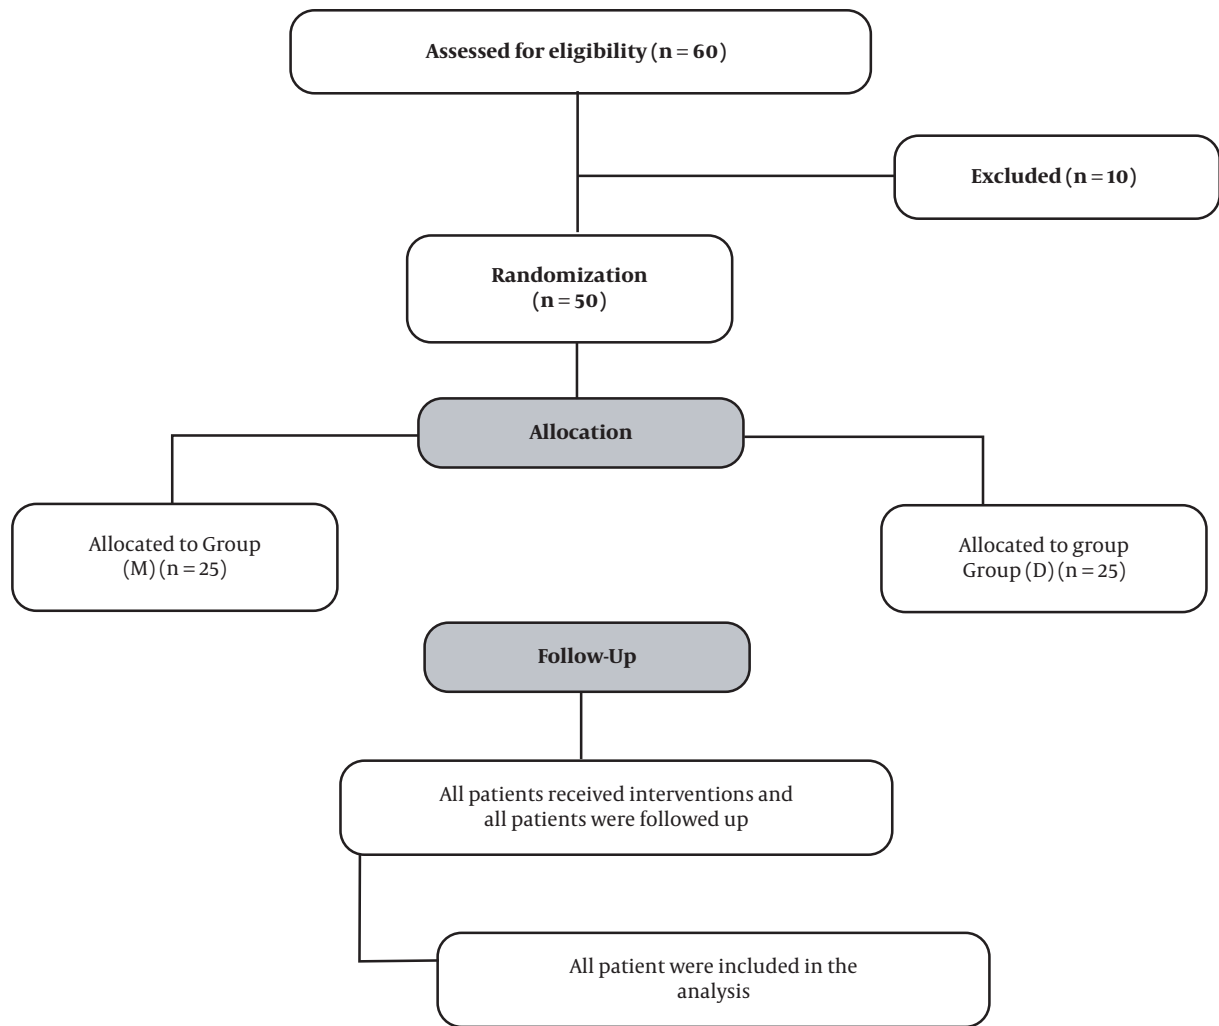 Assessed for eligibility (n = 60)
Excluded (n = 10)
Randomization
(n = 50)
Allocation
Allocated to Group
(M) (n = 25)
Allocated to group
Group (D) (n = 25)
Follow-Up
All patients received interventions and
all patients were followed up
All patient were included in the
analysis